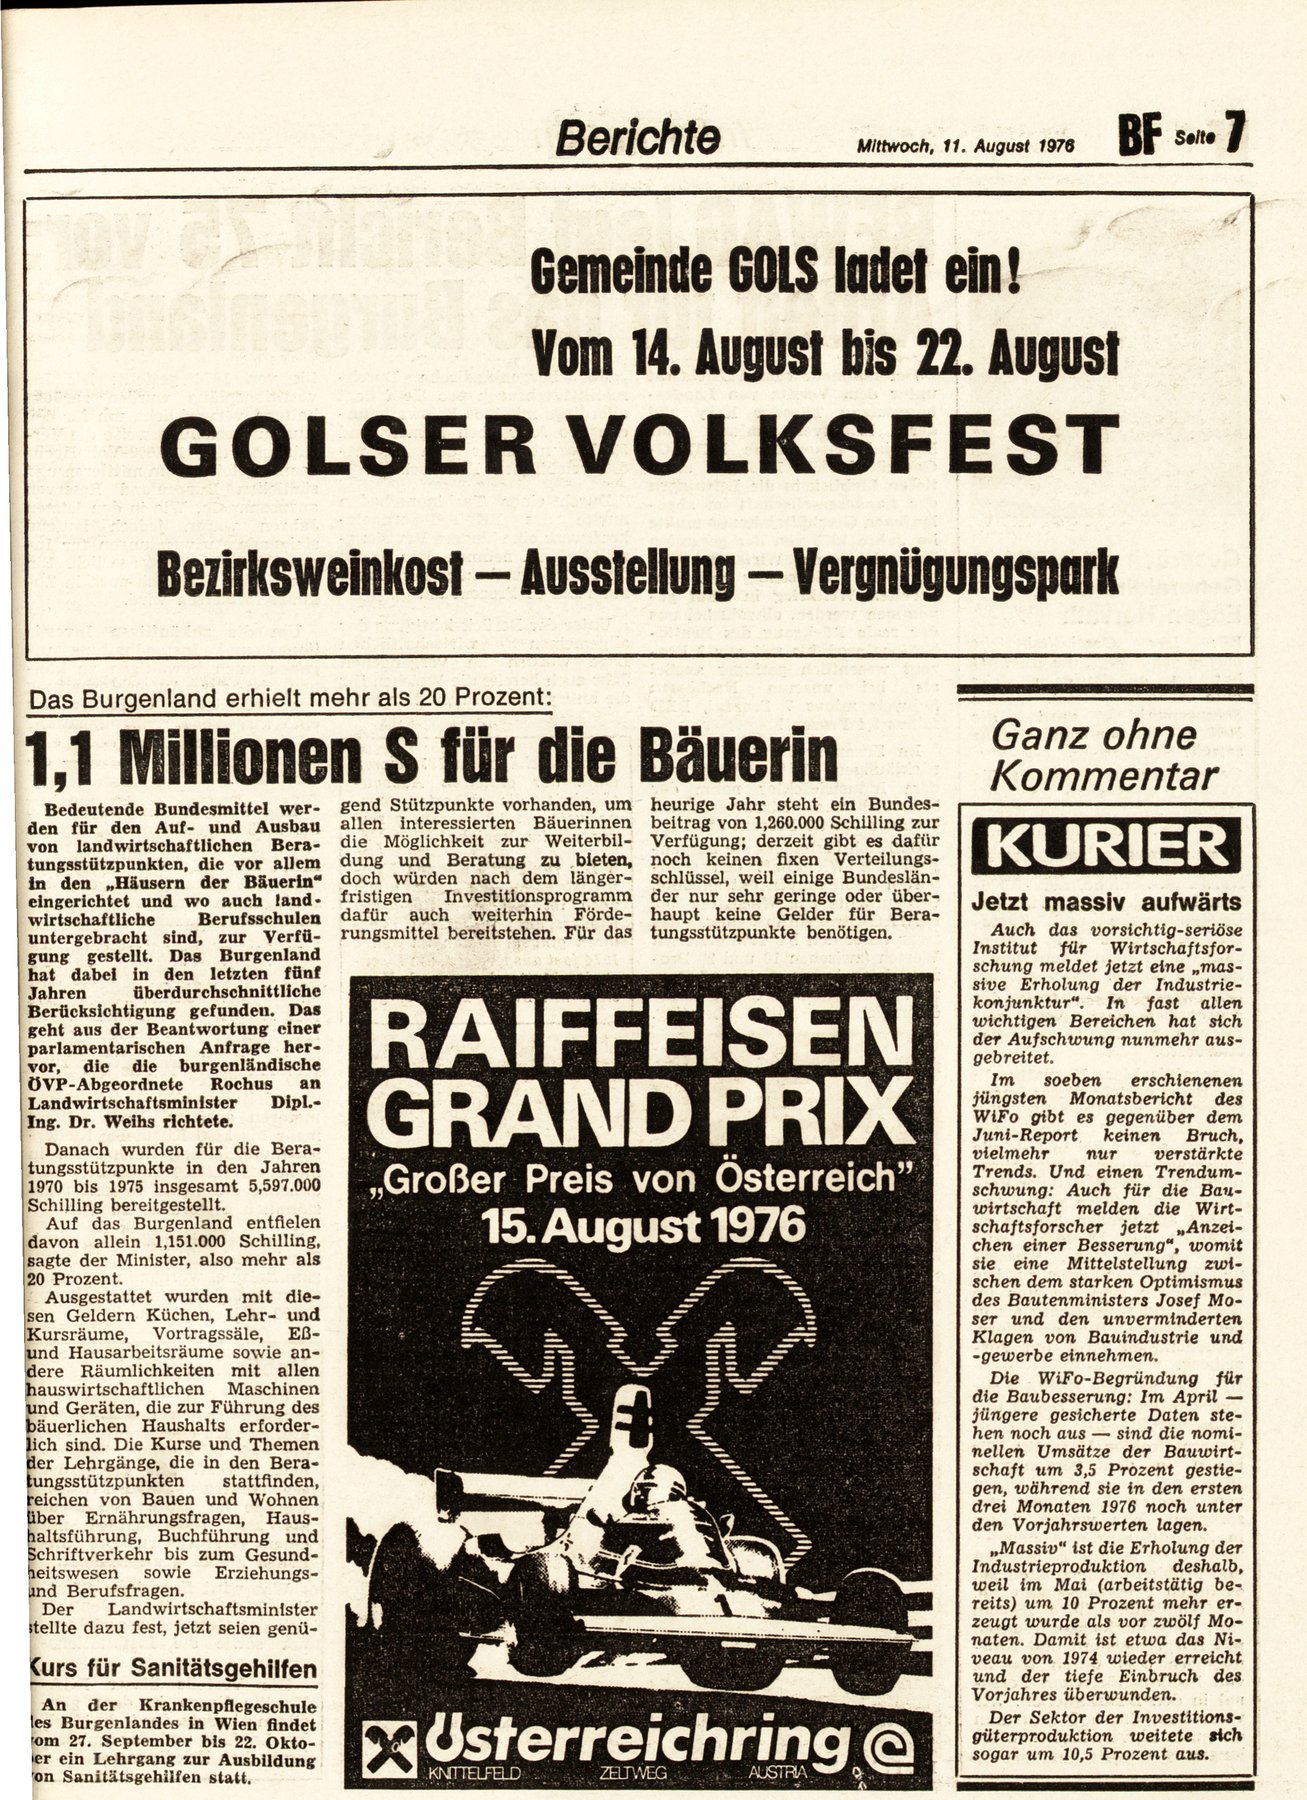 Berichte
Mittwoch, 11. August 1976
BF Seite 7
Gemeinde GOLS ladet ein!
Vom 14. August bis 22. August
GOLSER VOLKSFEST
Bezirksweinkost — Ausstellung — Vergnügungspark
Das Burgenland erhielt mehr als 20 Prozent:
1,1 Millionen S für die Bäuerin
Bedeutende Bundesmittel wer-
den für den Auf- und Ausbau
von landwirtschaftlichen Bera-
tungsstützpunkten, die vor allem
in den „Häusern der Bäuerin“
eingerichtet und wo auch land-
wirtschaftliche Berufsschulen
untergebracht sind, zur Verfü-
gung gestellt. Das Burgenland
hat dabei in den letzten fünf
Jahren überdurchschnittliche
Berücksichtigung gefunden. Das
geht aus der Beantwortung einer
parlamentarischen Anfrage her-
vor, die die burgenländische
ÖVP-Abgeordnete Rochus an
Landwirtschaftsminister Dipl.-
Ing. Dr. Weihs richtete.
Danach wurden für die Bera-
tungsstützpunkte in den Jahren
1970 bis 1975 insgesamt 5,597.000
Schilling bereitgestellt.
Auf das Burgenland entfielen
davon allein 1,151.000 Schilling,
sagte der Minister, also mehr als
20 Prozent.
Ausgestattet wurden mit die-
sen Geldern Küchen, Lehr- und
Kursräume, Vortragssäle, Eß-
und Hausarbeitsräume sowie an-
dere Räumlichkeiten mit allen
hauswirtschaftlichen Maschinen
und Geräten, die zur Führung des
bäuerlichen Haushalts erforder-
lich sind. Die Kurse und Themen
der Lehrgänge, die in den Bera-
tungsstützpunkten stattfinden,
reichen von Bauen und Wohnen
über Ernährungsfragen, Haus-
haltsführung, Buchführung und
Schriftverkehr bis zum Gesund-
heitswesen sowie Erziehungs-
und Berufsfragen.
Der Landwirtschaftsminister
stellte dazu fest, jetzt seien genü-
gend Stützpunkte vorhanden, um
allen interessierten Bäuerinnen
die Möglichkeit zur Weiterbil-
dung und Beratung zu bieten,
doch würden nach dem länger-
fristigen Investitionsprogramm
dafür auch weiterhin Förde-
rungsmittel bereitstehen. Für das
heurige Jahr steht ein Bundes-
beitrag von 1,260.000 Schilling zur
Verfügung; derzeit gibt es dafür
noch keinen fixen Verteilungs-
schlüssel, weil einige Bundeslän-
der nur sehr geringe oder über-
haupt keine Gelder für Bera-
tungsstützpunkte benötigen.
Kurs für Sanitätsgehilfen
An der Krankenpflegeschule
des Burgenlandes in Wien findet
vom 27. September bis 22. Okto-
ber ein Lehrgang zur Ausbildung
von Sanitätsgehilfen statt.
RAIFFEISEN
GRAND PRIX
„Großer Preis von Österreich”
15. August 1976
1
österreichring
KNITTELFELD ZELTWEG AUSTRIA
Ganz ohne
Kommentar
KURIER
Jetzt massiv aufwärts
Auch das vorsichtig-seriöse
Institut für Wirtschaftsfor-
schung meldet jetzt eine „mas-
sive Erholung der Industrie-
konjunktur“. In fast allen
wichtigen Bereichen hat sich
der Aufschwung nunmehr aus-
gebreitet.
Im soeben erschienenen
jüngsten Monatsbericht des
WiFo gibt es gegenüber dem
Juni-Report keinen Bruch,
vielmehr nur verstärkte
Trends. Und einen Trendum-
schwung: Auch für die Bau-
wirtschaft melden die Wirt-
schaftsforscher jetzt „Anzei-
chen einer Besserung“, womit
sie eine Mittelstellung zwi-
schen dem starken Optimismus
des Bautenministers Josef Mo-
ser und den unverminderten
Klagen von Bauindustrie und
-gewerbe einnehmen.
Die WiFo-Begründung für
die Baubesserung: Im April —
jüngere gesicherte Daten ste-
hen noch aus — sind die nomi-
nellen Umsätze der Bauwirt-
schaft um 3,5 Prozent gestie-
gen, während sie in den ersten
drei Monaten 1976 noch unter
den Vorjahrswerten lagen.
„Massiv“ ist die Erholung der
Industrieproduktion deshalb,
weil im Mai (arbeitstätig be-
reits) um 10 Prozent mehr er-
zeugt wurde als vor zwölf Mo-
naten. Damit ist etwa das Ni-
veau von 1974 wieder erreicht
und der tiefe Einbruch des
Vorjahres überwunden.
Der Sektor der Investitions-
güterproduktion weitete sich
sogar um 10,5 Prozent aus.